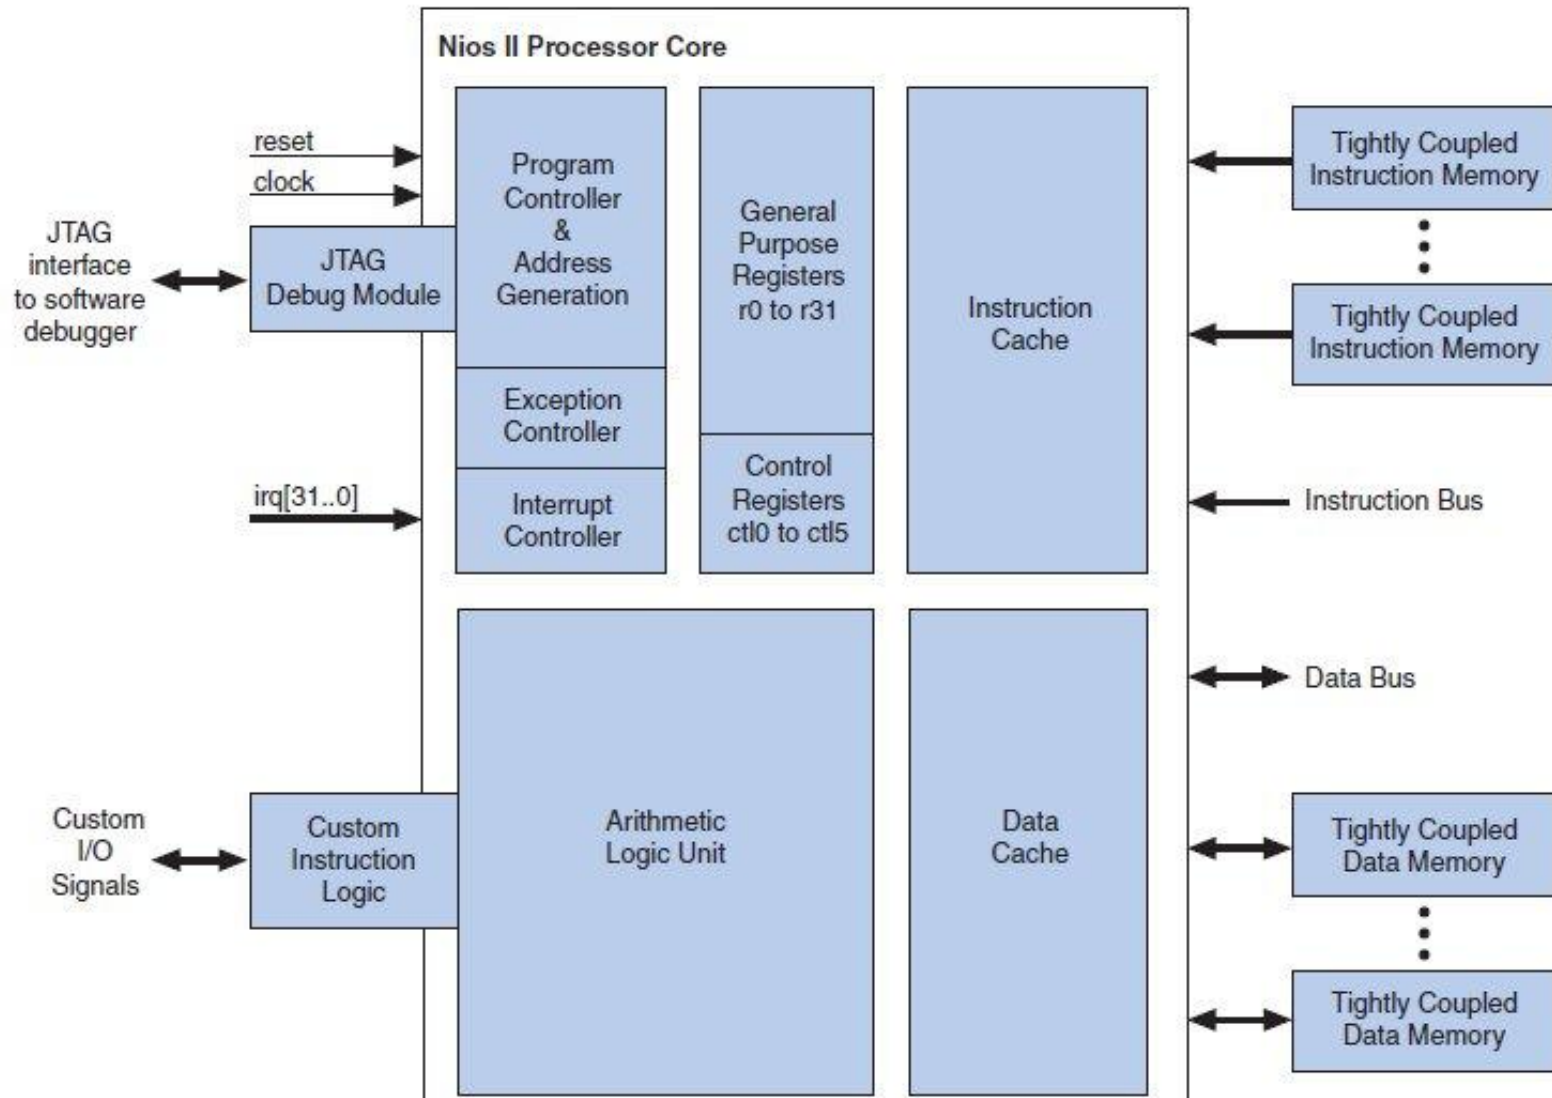 Nios II Processor Core
reset
clock
JTAG
interface
to software
debugger
JTAG
Debug Module
irq[31..0]
Program
Controller
&
Address
Generation
Exception
Controller
Interrupt
Controller
General
Purpose
Registers
r0 to r31
Control
Registers
ctl0 to ctl5
Instruction
Cache
Tightly Coupled
Instruction Memory
Tightly Coupled
Instruction Memory
Instruction Bus
Data Bus
Custom
I/O
Signals
Custom
Instruction
Logic
Arithmetic
Logic Unit
Data
Cache
Tightly Coupled
Data Memory
Tightly Coupled
Data Memory